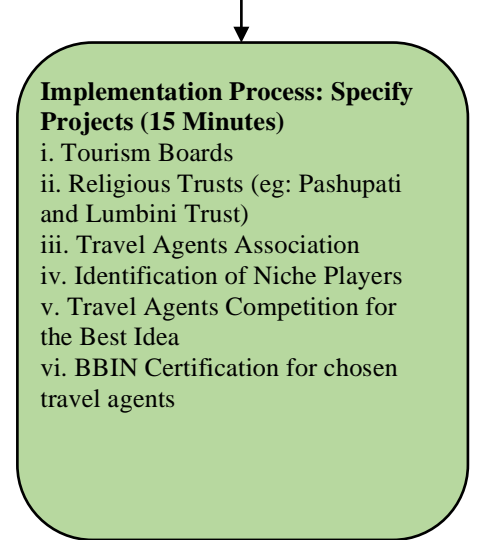 Implementation Process: Specify
Projects (15 Minutes)
i. Tourism Boards
ii. Religious Trusts (eg: Pashupati
and Lumbini Trust)
iii. Travel Agents Association
iv. Identification of Niche Players
v. Travel Agents Competition for
the Best Idea
vi. BBIN Certification for chosen
travel agents